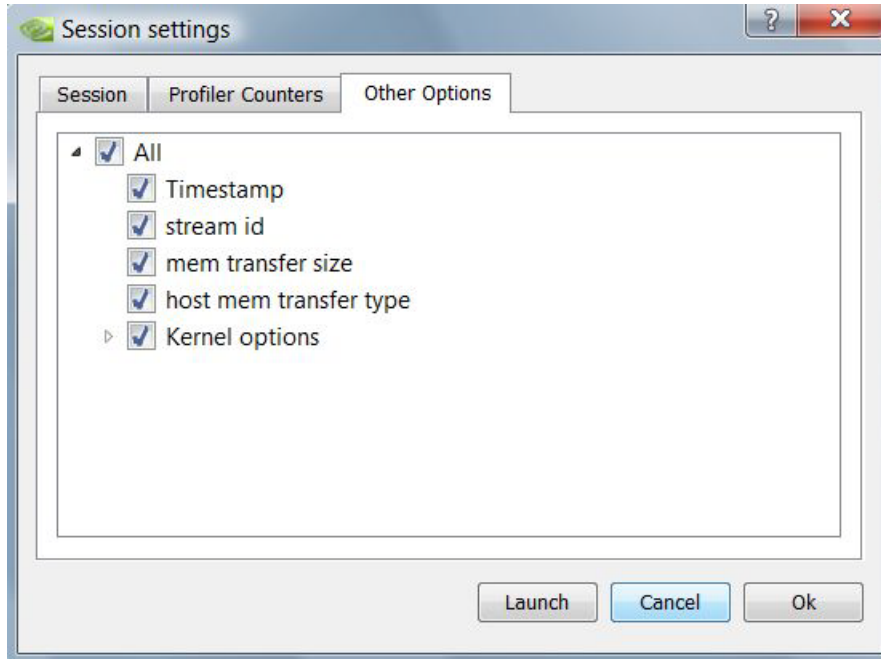 Session settings
Session Profiler Counters Other Options
All
Timestamp
stream id
mem transfer size
host mem transfer type
Kernel options
Launch Cancel Ok